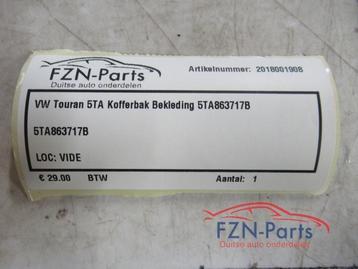 FZN-Parts
Duitse auto onderdelen
Artikelnummer: 2018001908
VW Touran 5TA Kofferbak Bekleding 5TA863717B
5TA863717B
LOC: VIDE
€ 29.00 BTW Aantal: 1
FZN-Parts
Duitse auto onderdelen